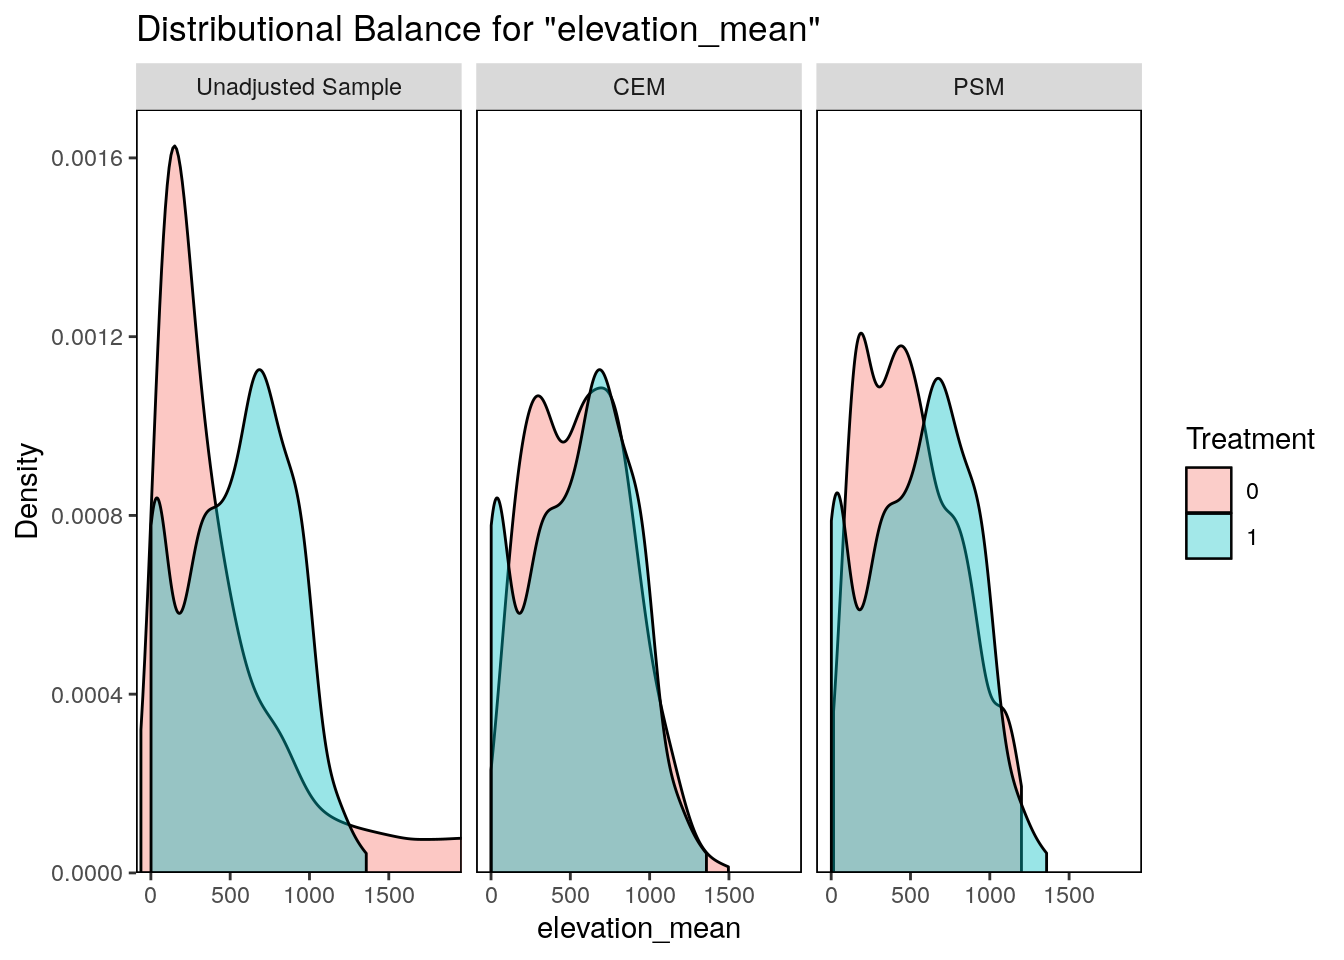 Distributional Balance for "elevation_mean"
Unadjusted Sample
CEM
PSM
0.0016
0.0012
0.0008
0.0004
0.0000
Density
0 500 1000 1500
0 500 1000 1500
0 500 1000 1500
elevation_mean
Treatment
0
1